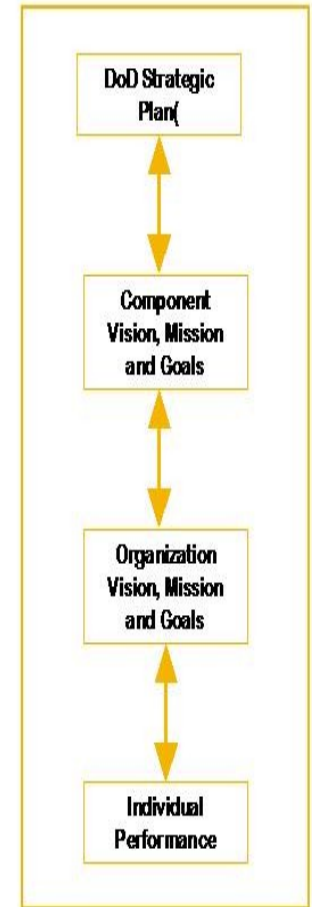 DoD Strategic
Plan(
Component
Vision, Mission
and Goals
Organization
Vision, Mission
and Goals
Individual
Performance